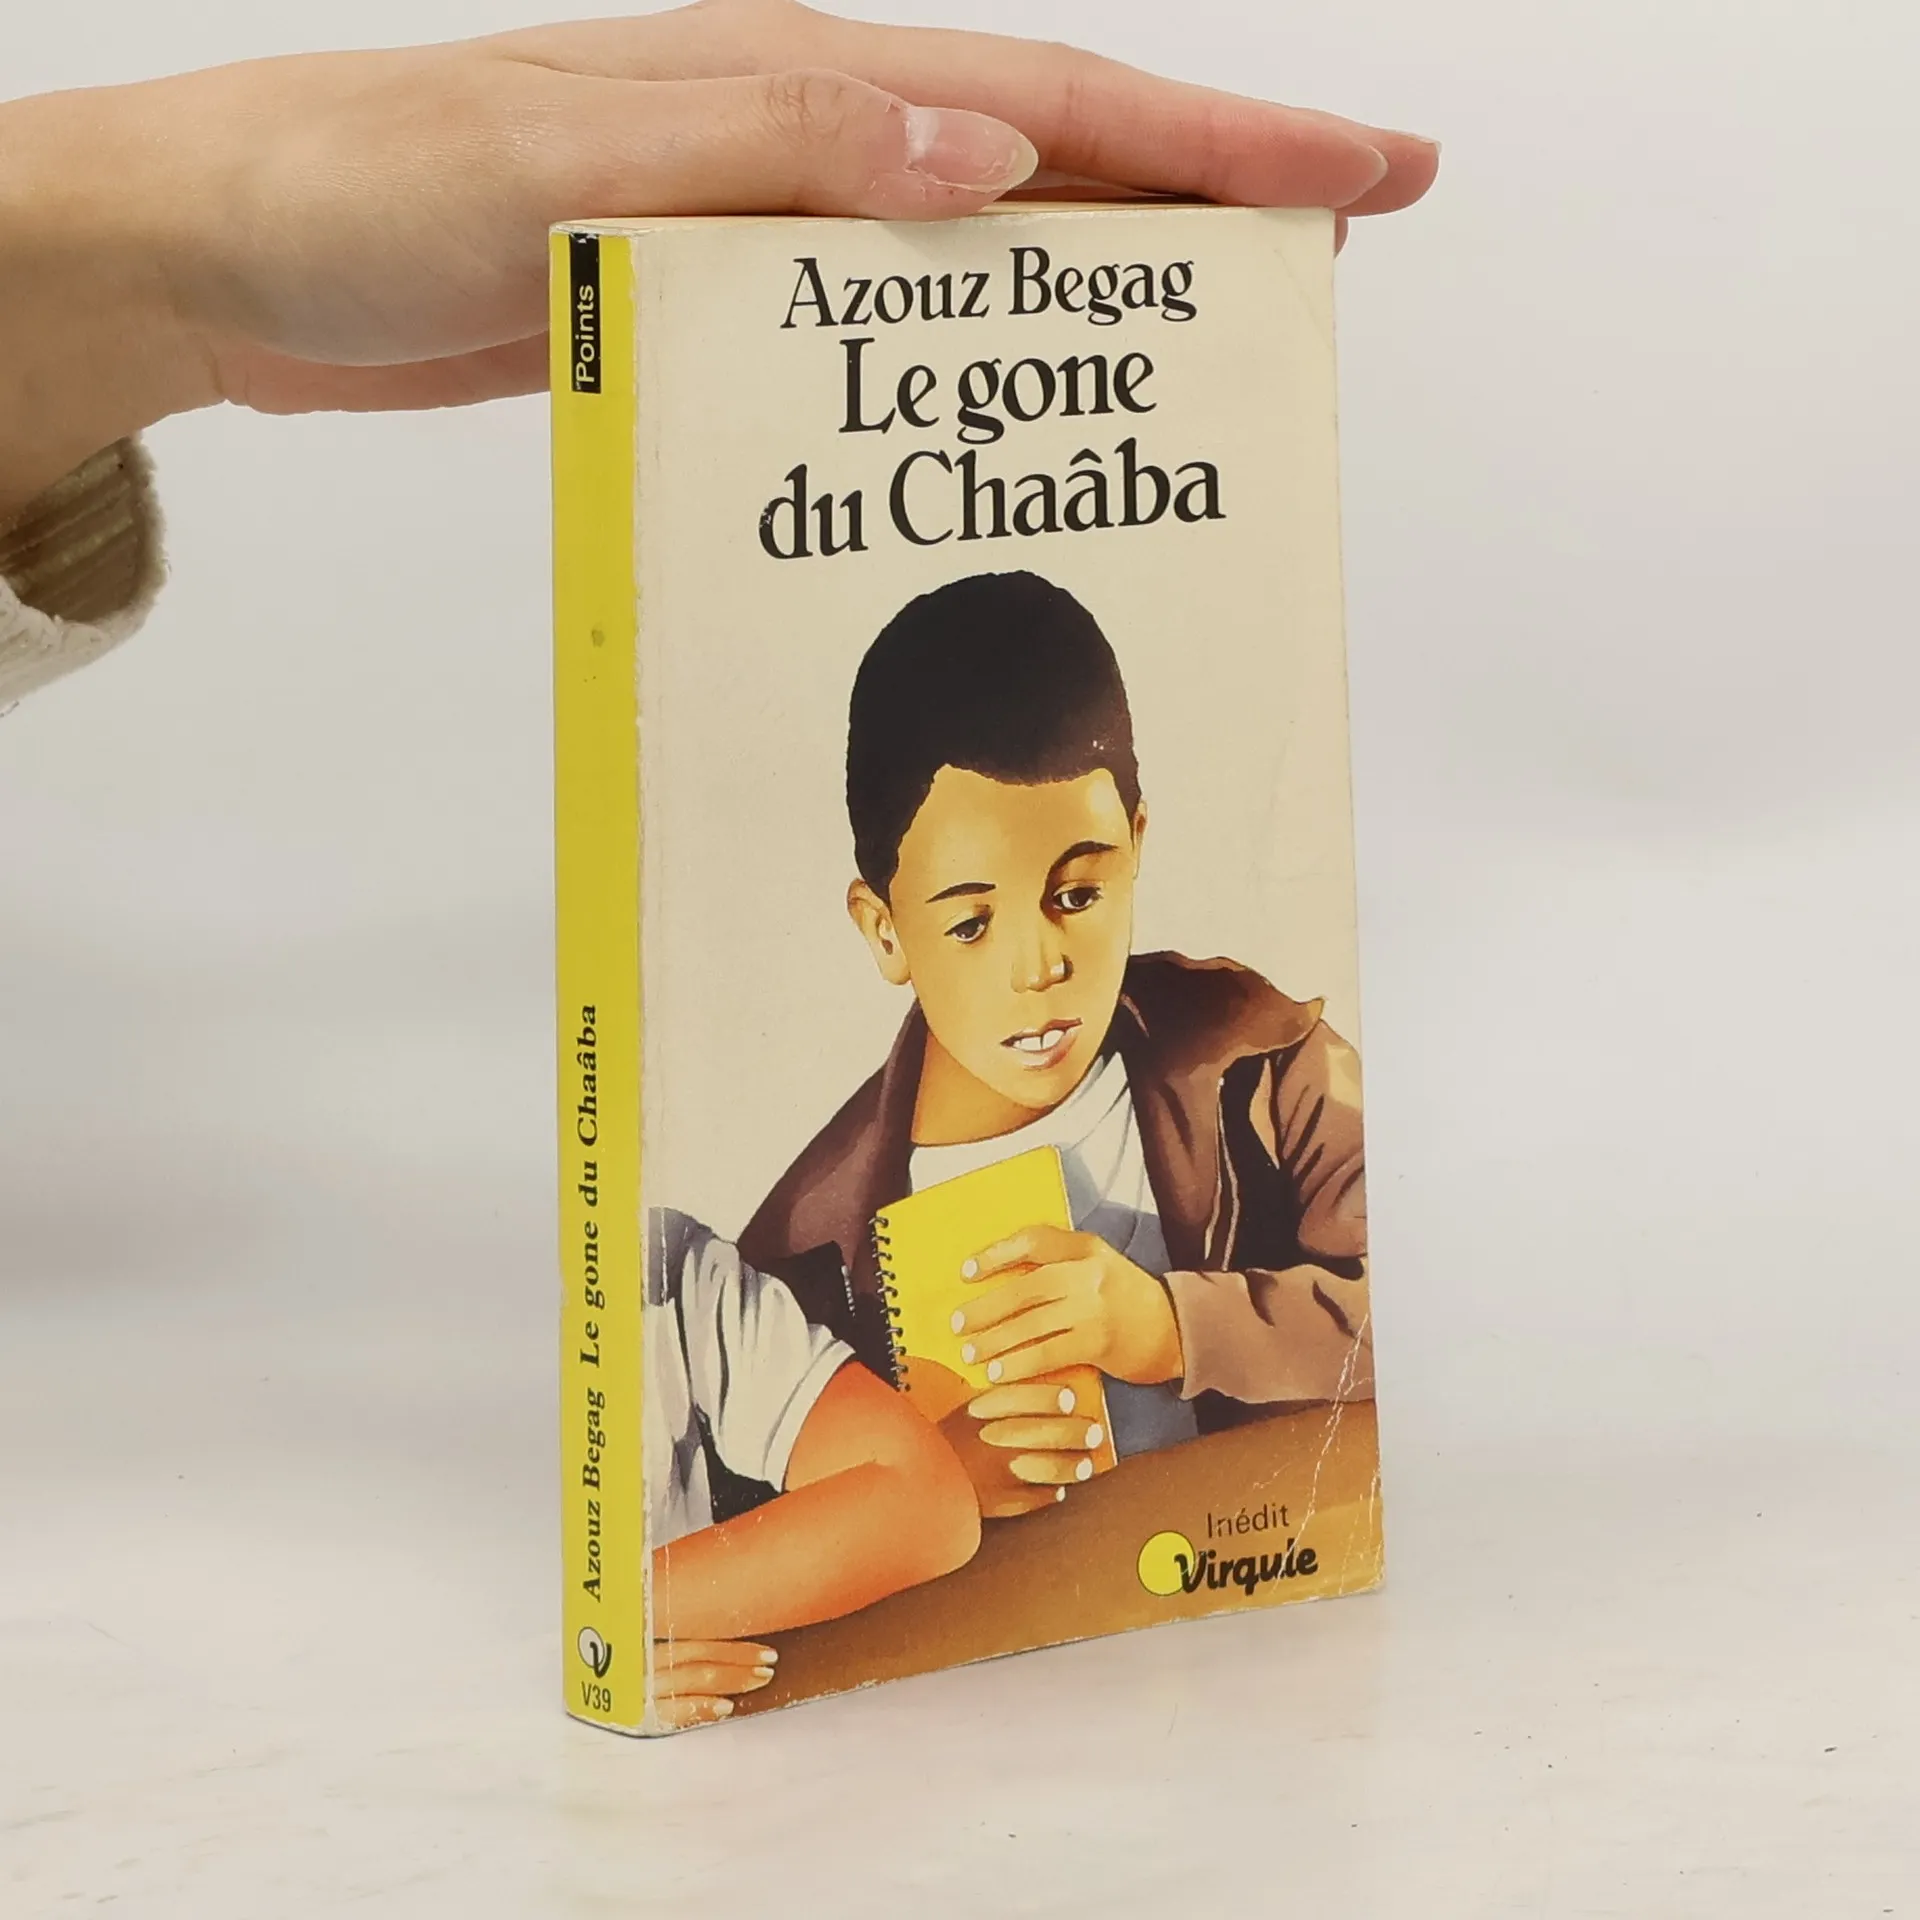 Azouz Begag
Le gone
du Chaâba
Inédit
Virgule
Points
Azouz Begag Le gone du Chaâba
V39